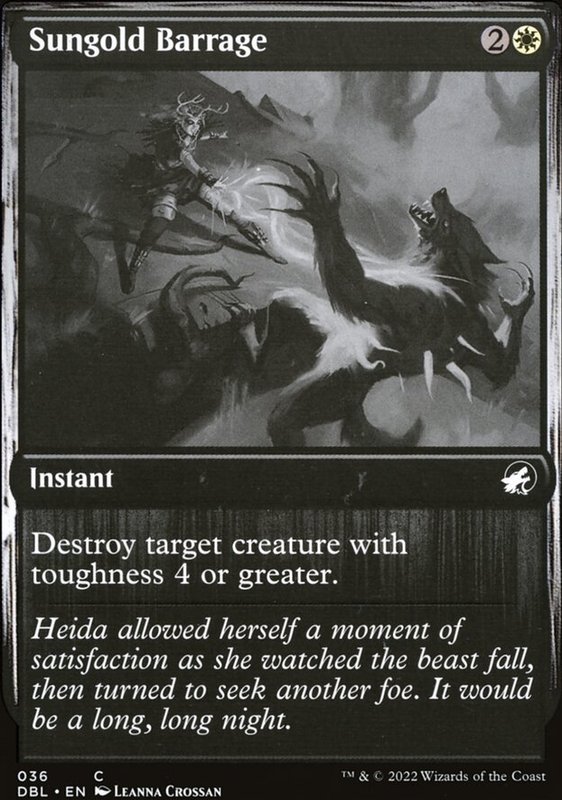 Sungold Barrage 2
Instant
Destroy target creature with
toughness 4 or greater.
Heida allowed herself a moment of
satisfaction as she watched the beast fall,
then turned to seek another foe. It would
be a long, long night.
036 C
DBL • EN Leanna Crossan
™ & © 2022 Wizards of the Coast